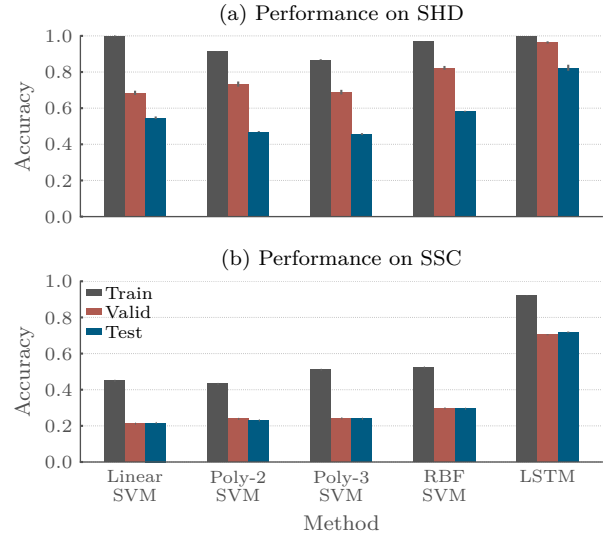 (a) Performance on SHD
1.0
0.8
0.6
0.4
0.2
0.0
Accuracy
(b) Performance on SSC
1.0
0.8
0.6
0.4
0.2
0.0
Accuracy
Train
Valid
Test
Linear SVM
Poly-2 SVM
Poly-3 SVM
RBF SVM
LSTM
Method